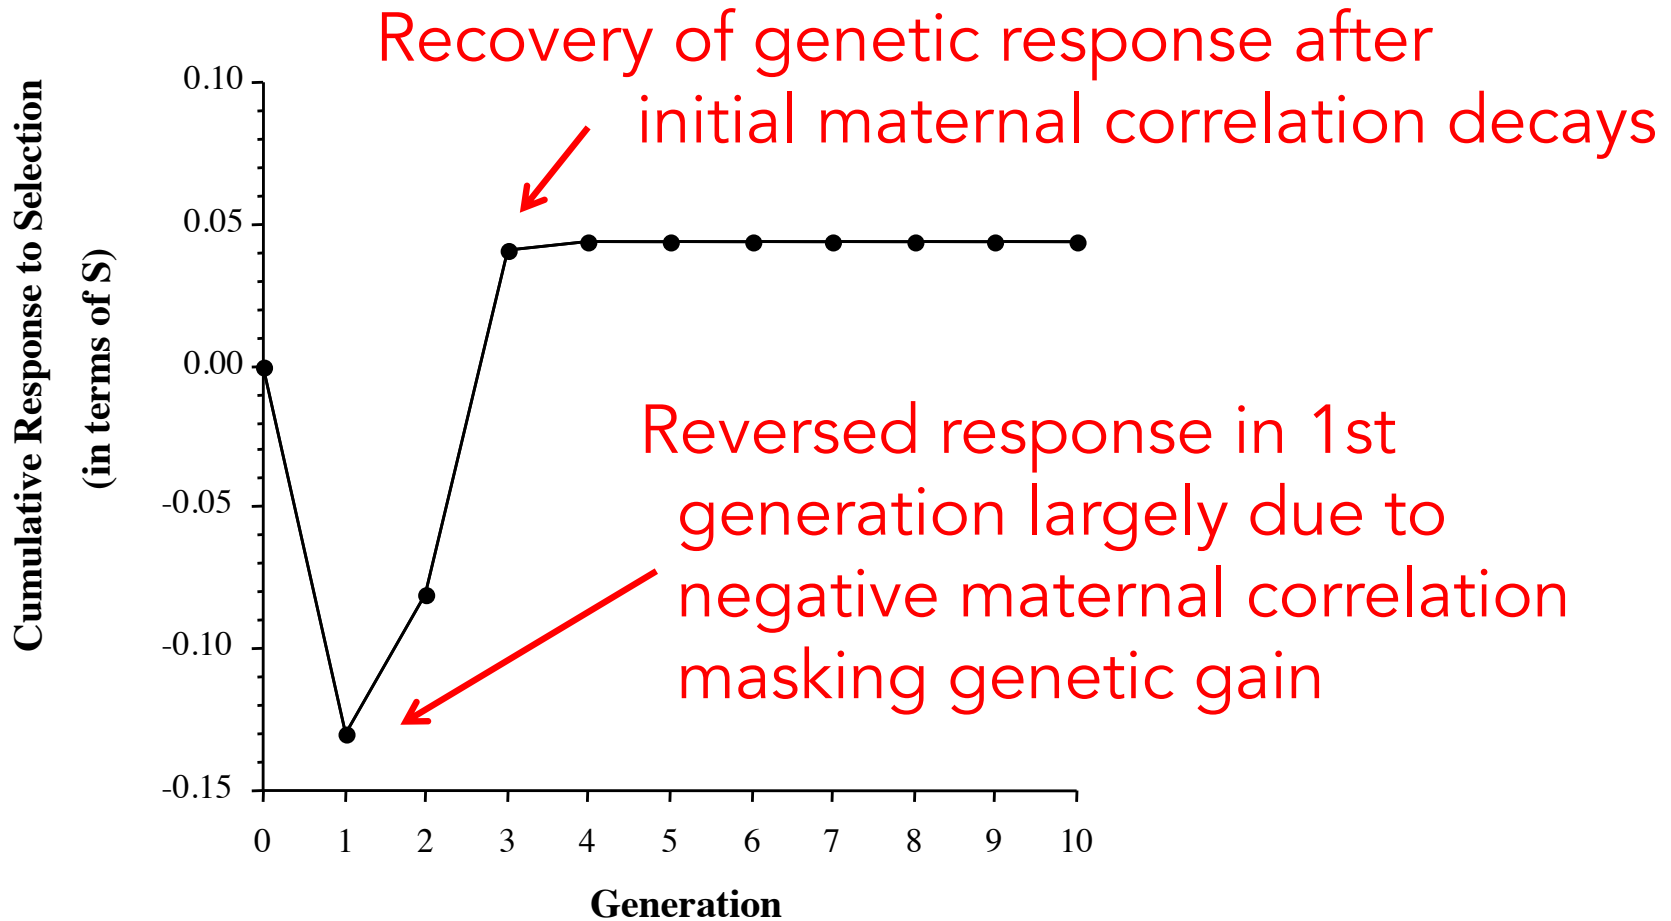 Recovery of genetic response after
initial maternal correlation decays
Cumulative Response to Selection
(in terms of S)
0.10
0.05
0.00
-0.05
-0.10
-0.15
Reversed response in 1st
generation largely due to
negative maternal correlation
masking genetic gain
0 1 2 3 4 5 6 7 8 9 10
Generation